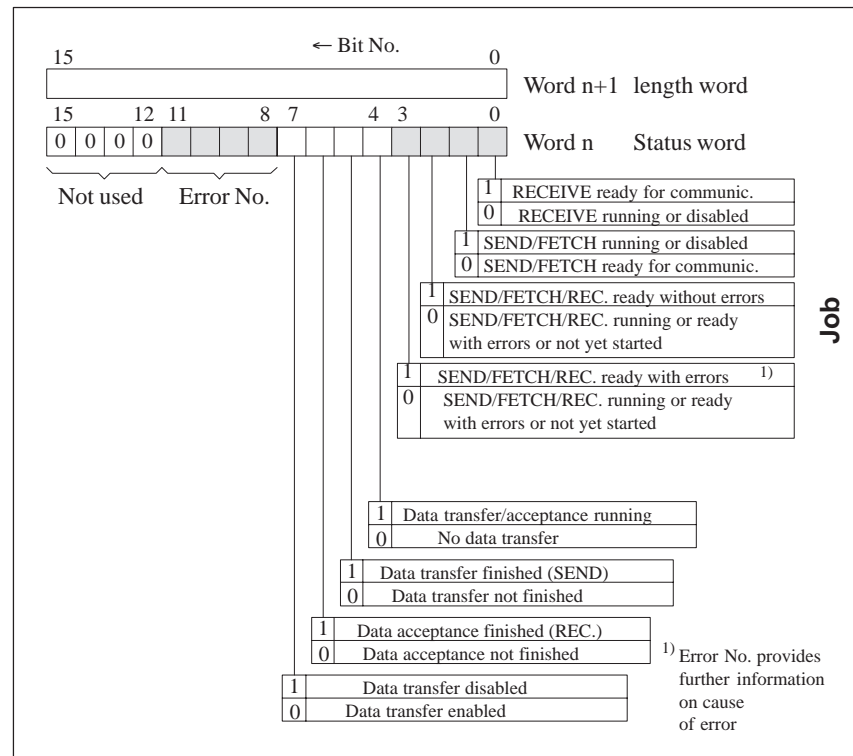 ← Bit No.
15 0
Word n+1 length word
15 12 11 8 7 4 3 0
0 0 0 0 Word n Status word
Not used Error No.
1 RECEIVE ready for communic.
0 RECEIVE running or disabled
1 SEND/FETCH running or disabled
0 SEND/FETCH ready for communic.
1 SEND/FETCH/REC. ready without errors
0 SEND/FETCH/REC. running or ready
with errors or not yet started
1 SEND/FETCH/REC. ready with errors 1)
0 SEND/FETCH/REC. running or ready
with errors or not yet started
Job
1 Data transfer/acceptance running
0 No data transfer
1 Data transfer finished (SEND)
0 Data transfer not finished
1 Data acceptance finished (REC.)
0 Data acceptance not finished
1 Data transfer disabled
0 Data transfer enabled
1) Error No. provides
further information
on cause
of error